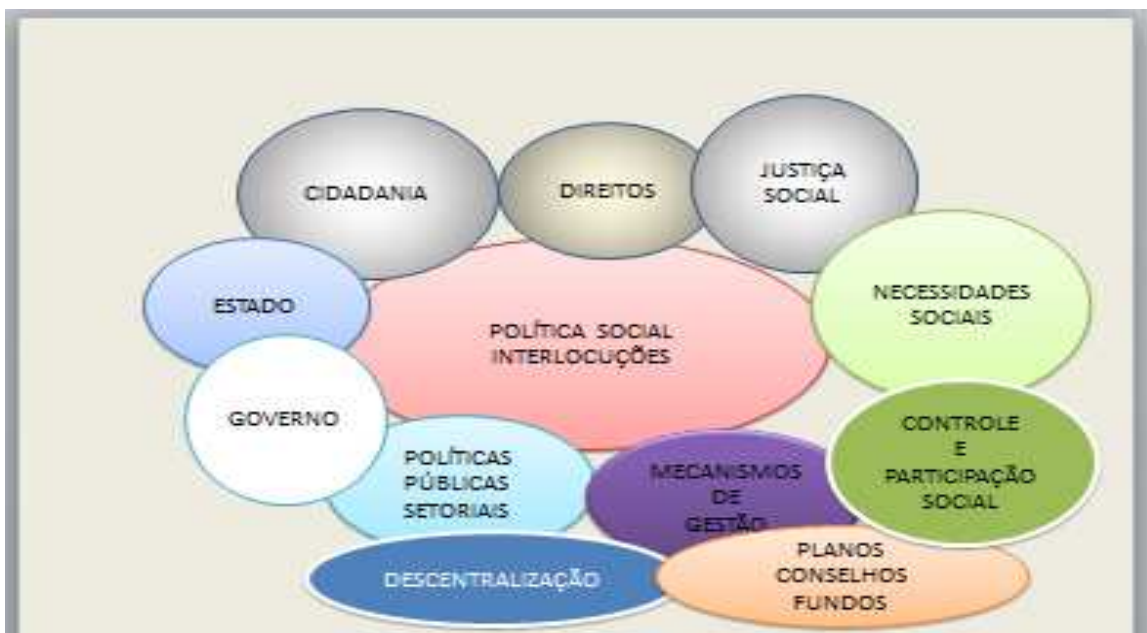 CIDADANIA
DIREITOS
JUSTIÇA
SOCIAL
ESTADO
POLÍTICA SOCIAL
INTERLOCUÇÕES
NECESSIDADES
SOCIAIS
GOVERNO
POLÍTICAS
PÚBLICAS
SETORIAIS
MECANISMOS
DE
GESTÃO
CONTROLE
E
PARTICIPAÇÃO
SOCIAL
DESCENTRALIZAÇÃO
PLANOS
CONSELHOS
FUNDOS